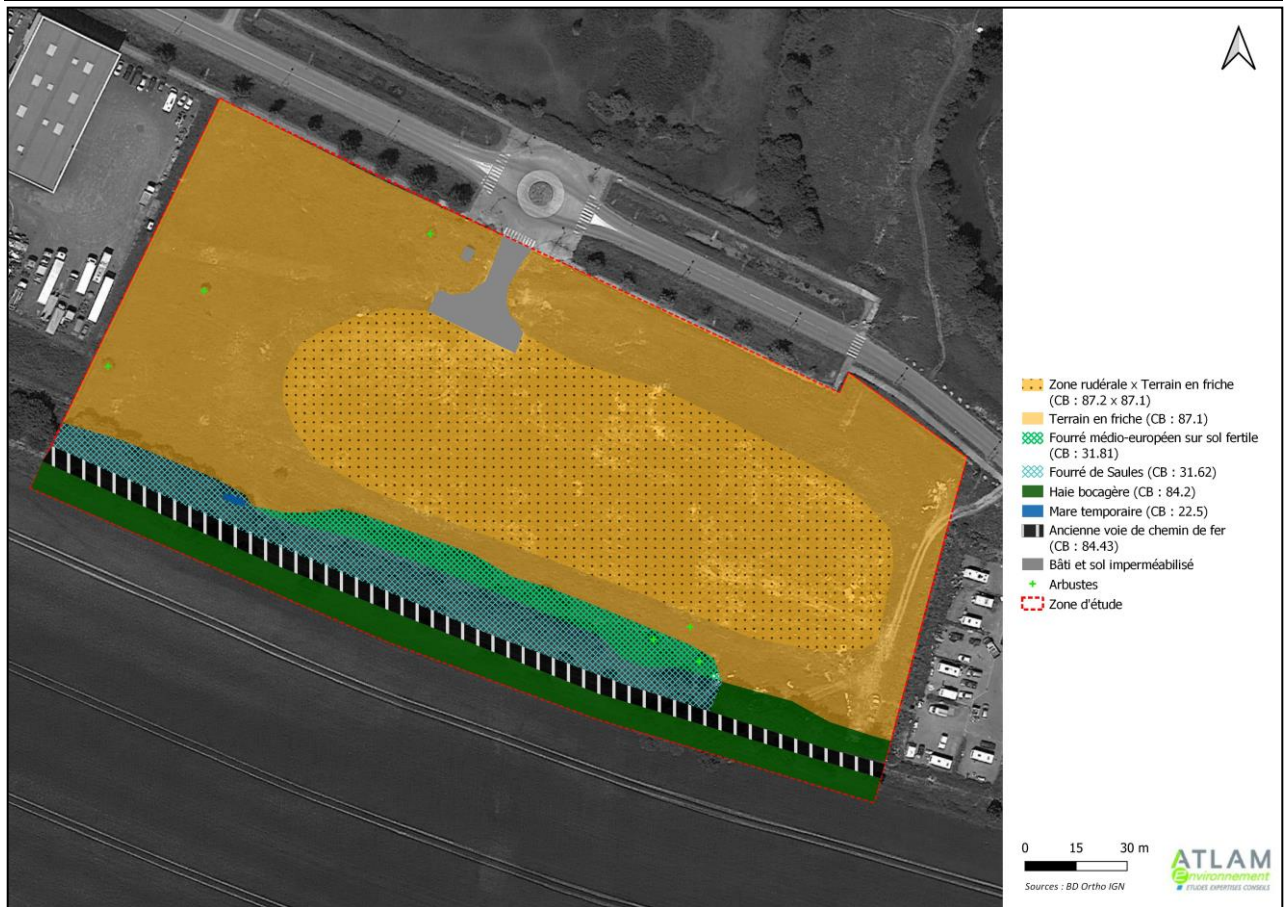 Zone rudérale x Terrain en friche
(CB : 87.2 x 87.1)
Terrain en friche (CB : 87.1)
Fourré médio-européen sur sol fertile
(CB : 31.81)
Fourré de Saules (CB : 31.62)
Haie bocagère (CB : 84.2)
Mare temporaire (CB : 22.5)
Ancienne voie de chemin de fer
(CB : 84.43)
Bâti et sol imperméabilisé
Arbustes
Zone d'étude
0 15 30 m
Sources : BD Ortho IGN
ATLAM
environnement
ETUDES EXPERTISES CONSEILS